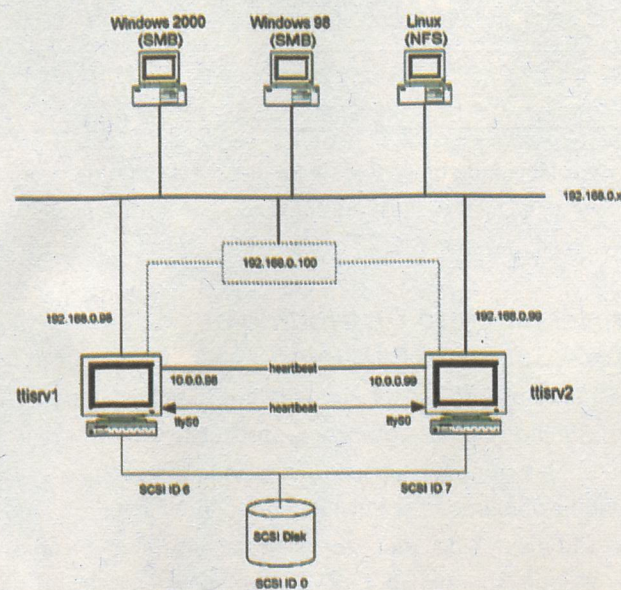 Windows 2000
(SMB)
Windows 98
(SMB)
Linux
(NFS)
192.168.0.x
192.168.0.100
192.168.0.98
192.168.0.99
ttisrv1
10.0.0.98
heartbeat
10.0.0.99
ttisrv2
heartbeat
ttyS0
ttyS0
SCSI ID 6
SCSI ID 7
SCSI Disk
SCSI ID 0